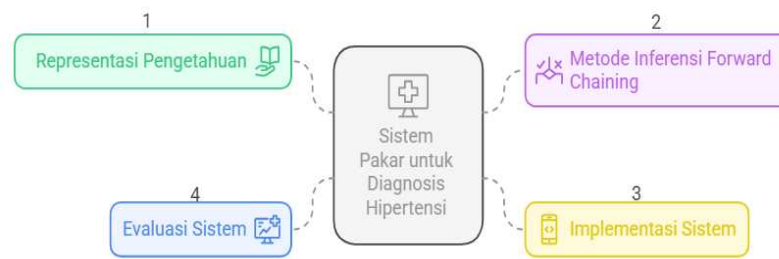 1
Representasi Pengetahuan
2
Metode Inferensi Forward
Chaining
Sistem
Pakar untuk
Diagnosis
Hipertensi
4
Evaluasi Sistem
3
Implementasi Sistem